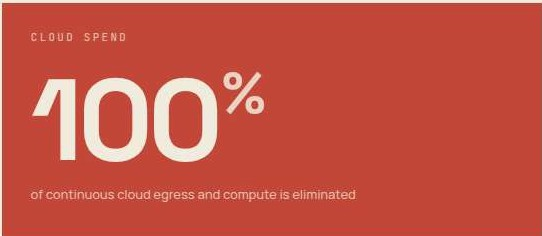 CLOUD SPEND
100%
of continuous cloud egress and compute is eliminated